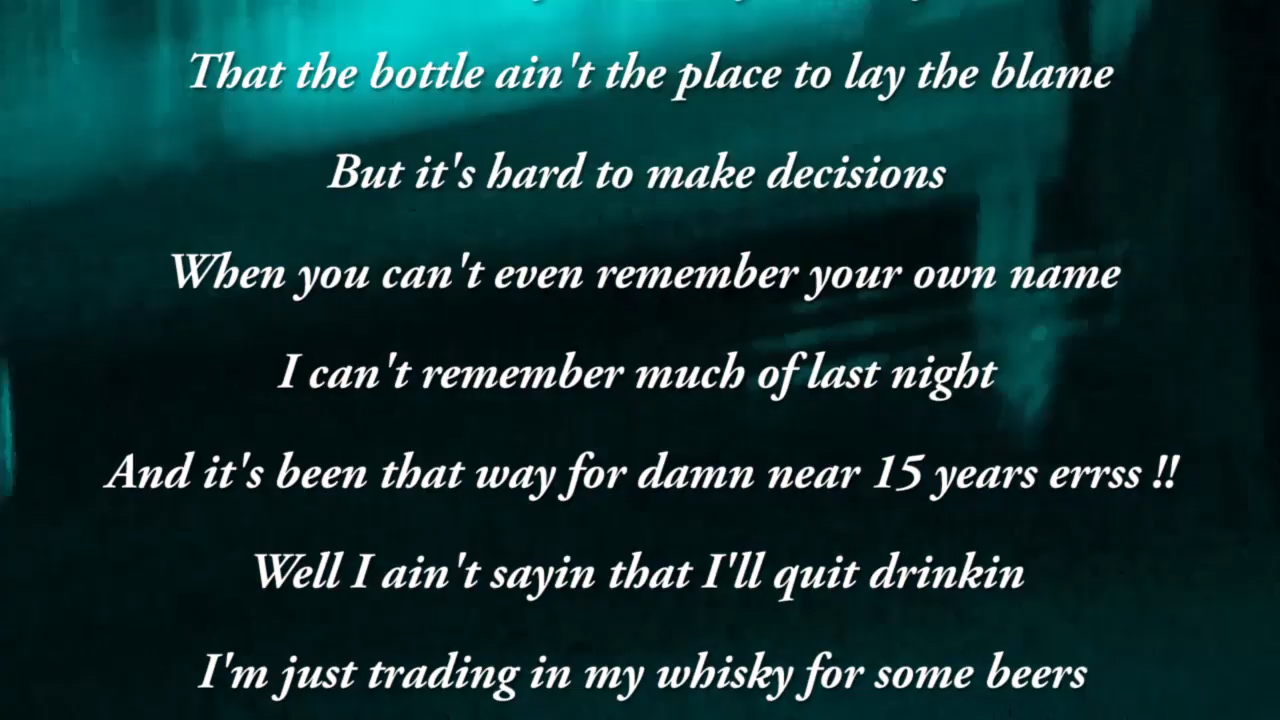 That the bottle ain't the place to lay the blame
But it's hard to make decisions
When you can't even remember your own name
I can't remember much of last night
And it's been that way for damn near 15 years errss !!
Well I ain't sayin that I'll quit drinkin
I'm just trading in my whisky for some beers